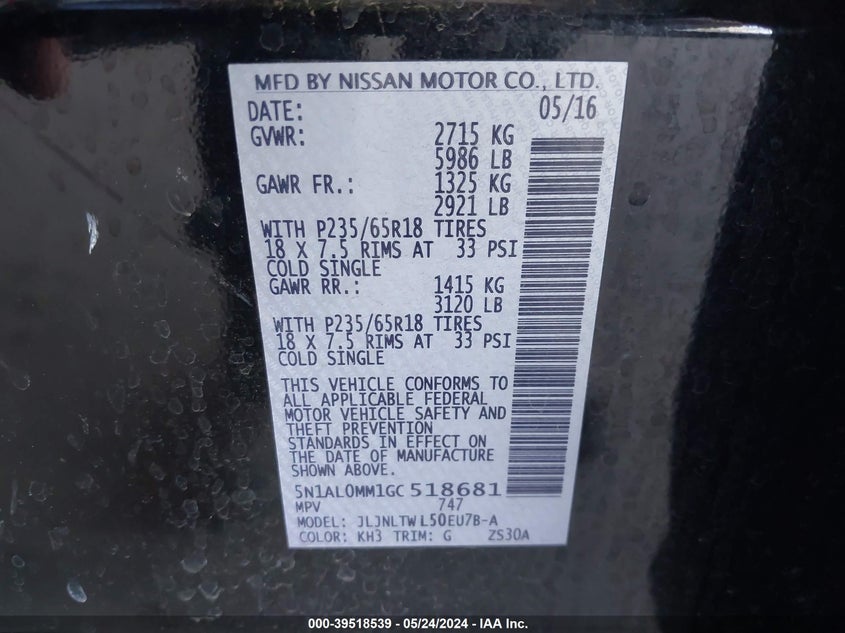 MFD BY NISSAN MOTOR CO., LTD.
DATE: 05/16
GVWR: 2715 KG
5986 LB
GAWR FR.: 1325 KG
2921 LB
WITH P235/65R18 TIRES
18 X 7.5 RIMS AT 33 PSI
COLD SINGLE
GAWR RR.: 1415 KG
3120 LB
WITH P235/65R18 TIRES
18 X 7.5 RIMS AT 33 PSI
COLD SINGLE
THIS VEHICLE CONFORMS TO
ALL APPLICABLE FEDERAL
MOTOR VEHICLE SAFETY AND
THEFT PREVENTION
STANDARDS IN EFFECT ON
THE DATE OF MANUFACTURE
SHOWN ABOVE.
5N1AL0MM1GC518681
MPV 747
MODEL: JLJNLTWL50EU7B-A
COLOR: KH3 TRIM: G ZS30A
000-39518539 - 05/24/2024 - IAA Inc.